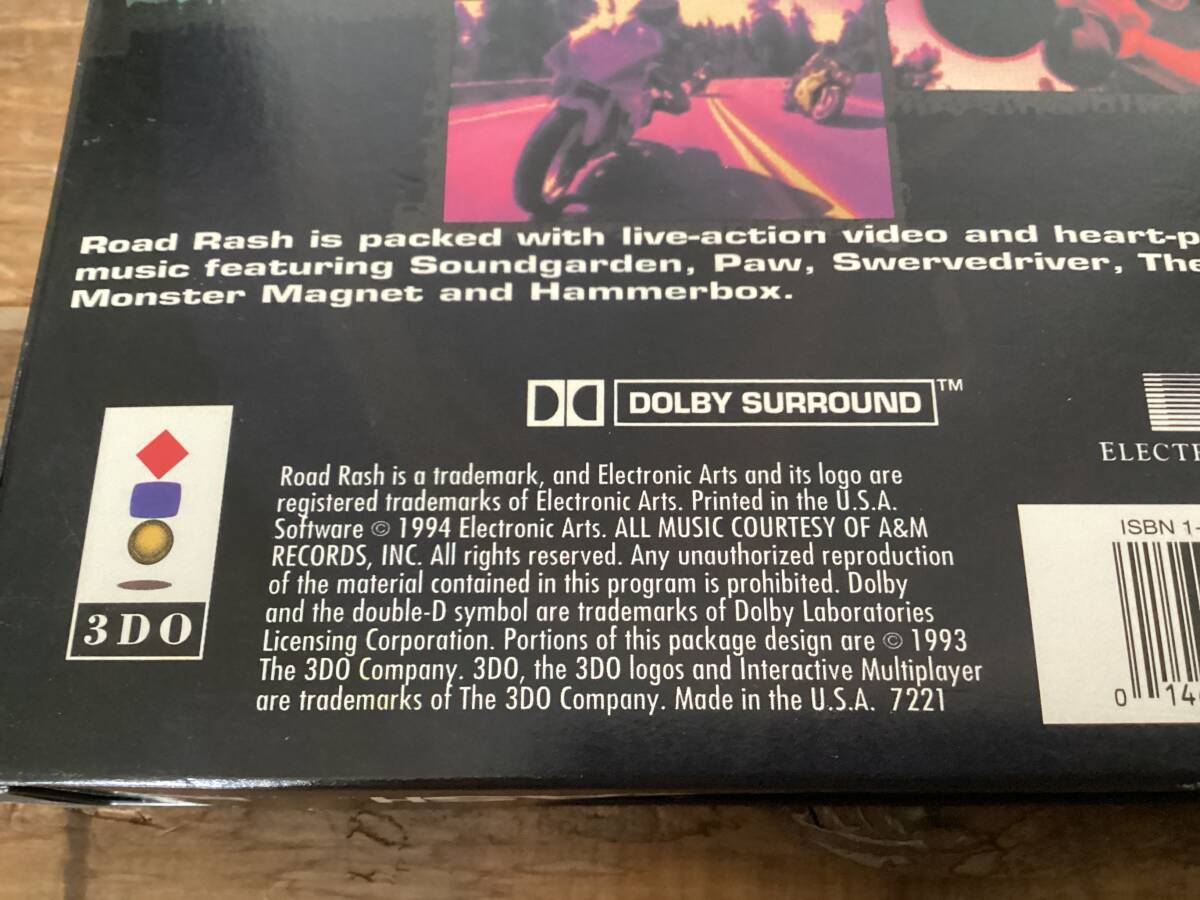 Road Rash is packed with live-action video and heart-p
music featuring Soundgarden, Paw, Swervedriver, The
Monster Magnet and Hammerbox.
DOLBY SURROUND™
ELECTR
Road Rash is a trademark, and Electronic Arts and its logo are
registered trademarks of Electronic Arts. Printed in the U.S.A.
Software © 1994 Electronic Arts. ALL MUSIC COURTESY OF A&M
RECORDS, INC. All rights reserved. Any unauthorized reproduction
of the material contained in this program is prohibited. Dolby
and the double-D symbol are trademarks of Dolby Laboratories
Licensing Corporation. Portions of this package design are © 1993
The 3DO Company. 3DO, the 3DO logos and Interactive Multiplayer
are trademarks of The 3DO Company. Made in the U.S.A. 7221
3DO
ISBN 1-
0 14